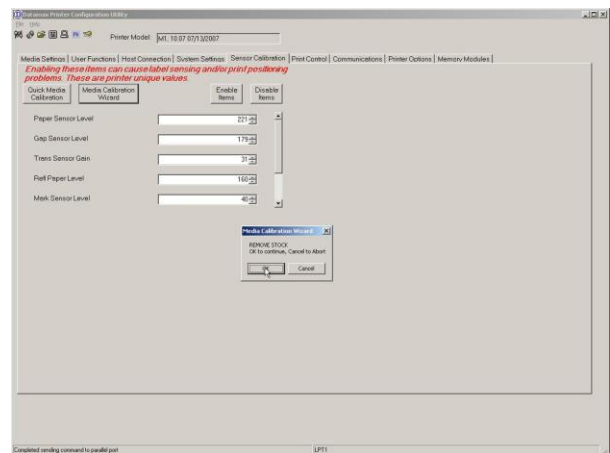 Datamax Printer Configuration Utility
File Help
Printer Model: M1, 10.07 07/13/2007
Media Settings User Functions Host Connection System Settings Sensor Calibration Print Control Communications Printer Options Memory Modules
Enabling these items can cause label sensing and/or print positioning
problems. These are printer unique values.
Quick Media Calibration
Media Calibration Wizard
Enable Items
Disable Items
Paper Sensor Level 221
Gap Sensor Level 179
Trans Sensor Gain 31
Refl Paper Level 160
Mark Sensor Level 40
Media Calibration Wizard
REMOVE STOCK
OK to continue, Cancel to Abort
OK Cancel
Completed sending command to parallel port LPT1